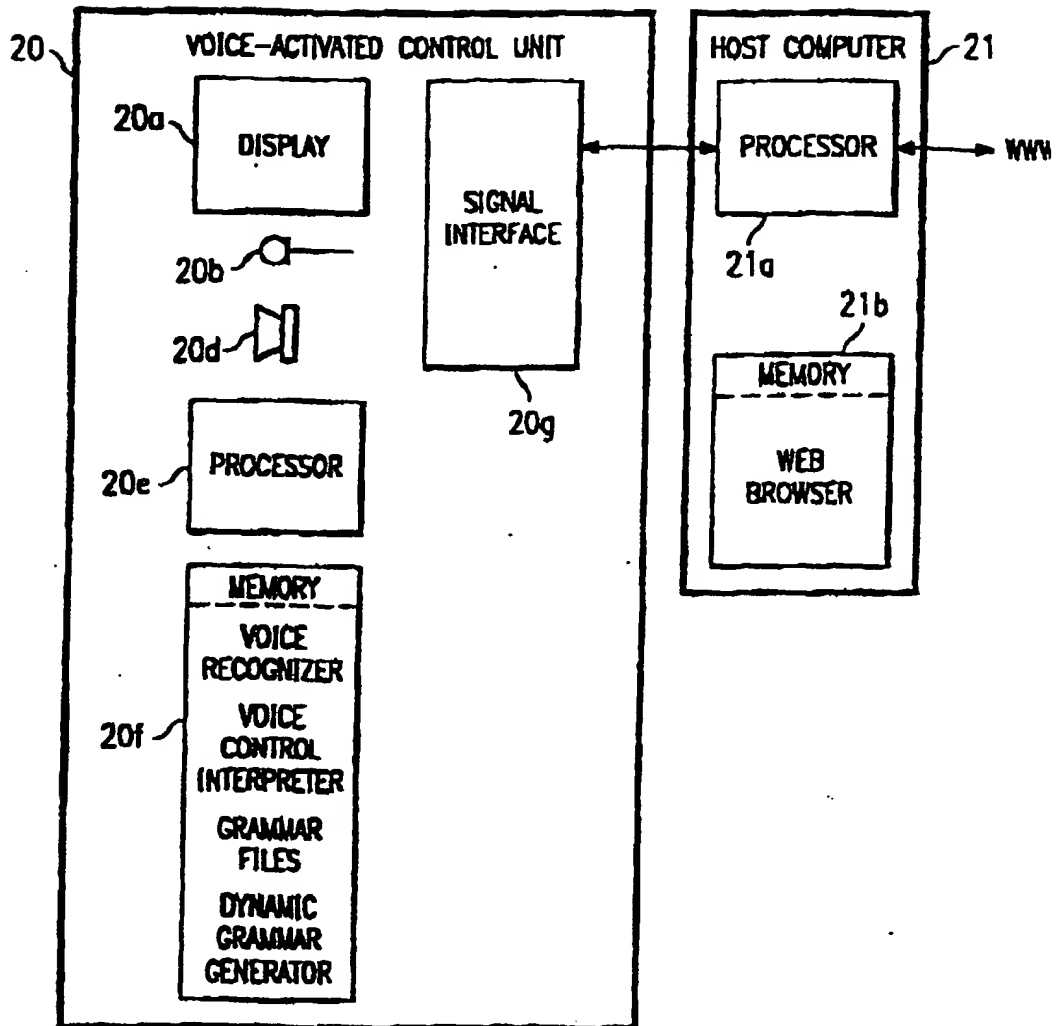 20
VOICE-ACTIVATED CONTROL UNIT
20a
DISPLAY
20b
20d
20e
PROCESSOR
20f
MEMORY
VOICE
RECOGNIZER
VOICE
CONTROL
INTERPRETER
GRAMMAR
FILES
DYNAMIC
GRAMMAR
GENERATOR
SIGNAL
INTERFACE
20g
HOST COMPUTER
21
PROCESSOR
WWW
21a
21b
MEMORY
WEB
BROWSER